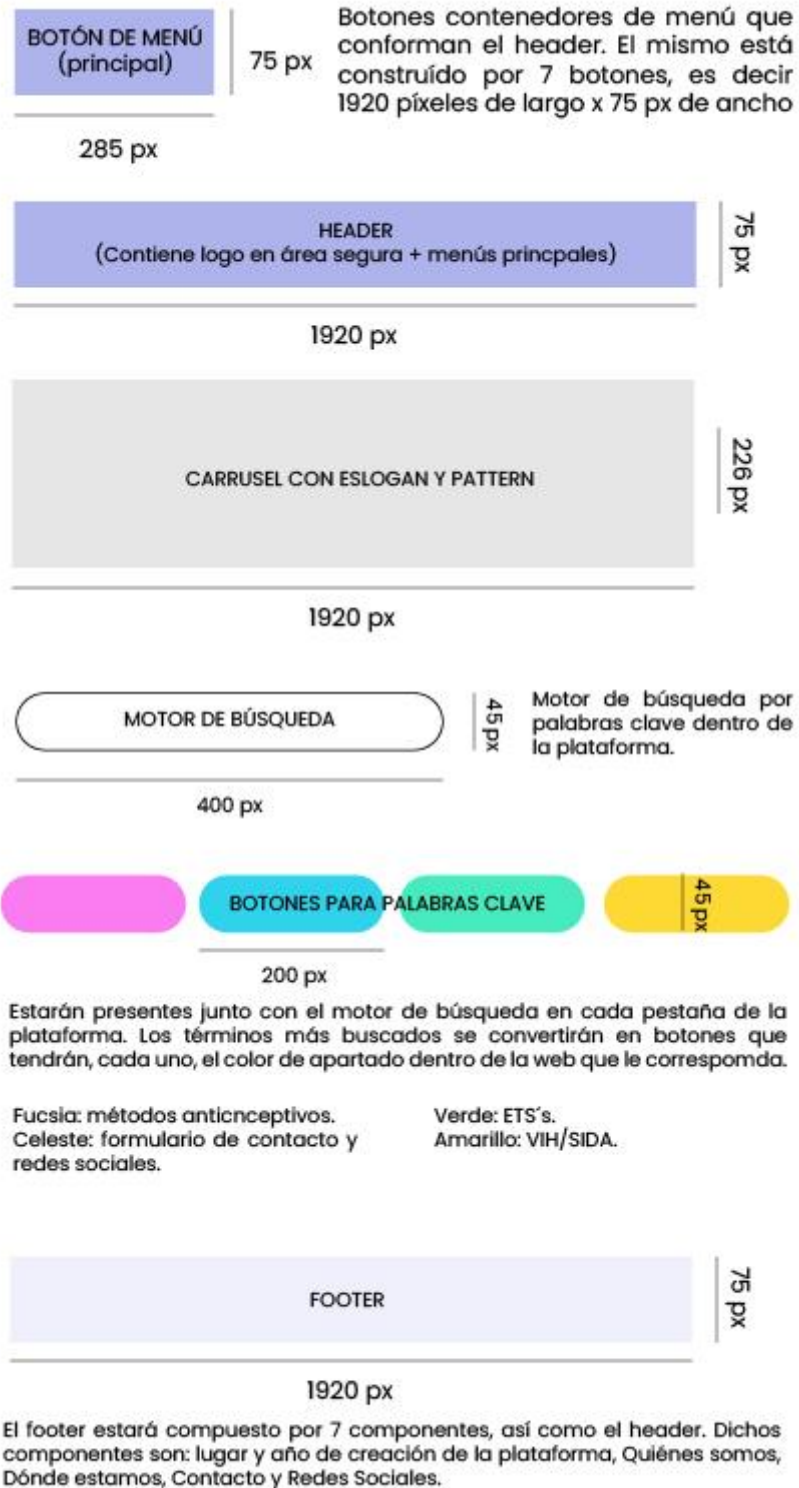 BOTÓN DE MENÚ
(principal)
75 px
285 px
Botones contenedores de menú que
conforman el header. El mismo está
construído por 7 botones, es decir
1920 píxeles de largo x 75 px de ancho
HEADER
(Contiene logo en área segura + menús princpales)
75 px
1920 px
CARRUSEL CON ESLOGAN Y PATTERN
226 px
1920 px
MOTOR DE BÚSQUEDA
45 px
400 px
Motor de búsqueda por
palabras clave dentro de
la plataforma.
BOTONES PARA PALABRAS CLAVE
45 px
200 px
Estarán presentes junto con el motor de búsqueda en cada pestaña de la
plataforma. Los términos más buscados se convertirán en botones que
tendrán, cada uno, el color de apartado dentro de la web que le correspomda.
Fucsia: métodos anticnceptivos.
Celeste: formulario de contacto y
redes sociales.
Verde: ETS´s.
Amarillo: VIH/SIDA.
FOOTER
75 px
1920 px
El footer estará compuesto por 7 componentes, así como el header. Dichos
componentes son: lugar y año de creación de la plataforma, Quiénes somos,
Dónde estamos, Contacto y Redes Sociales.